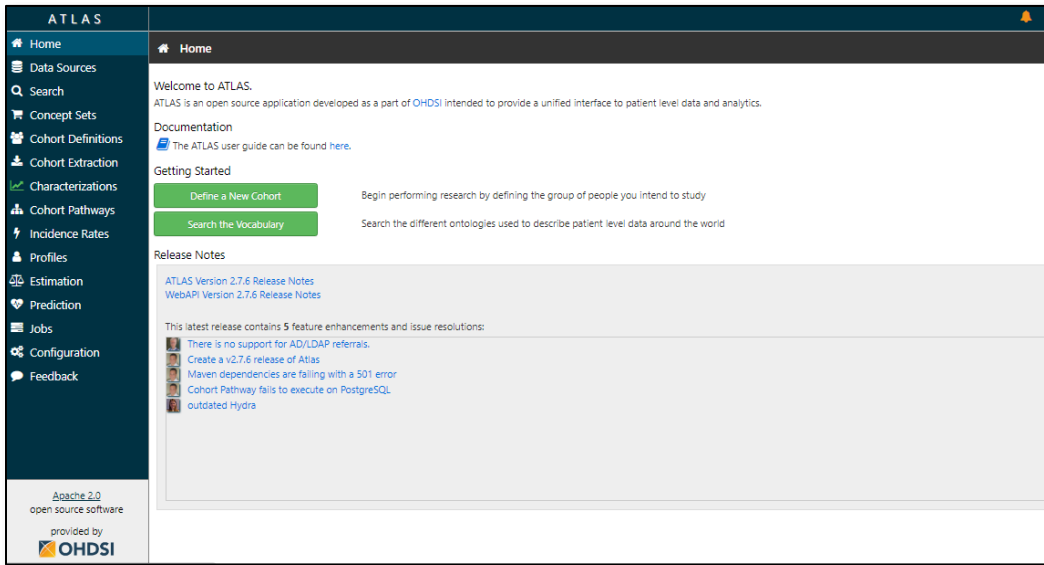 ATLAS
Home
Data Sources
Search
Concept Sets
Cohort Definitions
Cohort Extraction
Characterizations
Cohort Pathways
Incidence Rates
Profiles
Estimation
Prediction
Jobs
Configuration
Feedback
Apache 2.0
open source software
provided by
OHDSI
Home
Welcome to ATLAS.
ATLAS is an open source application developed as a part of OHDSI intended to provide a unified interface to patient level data and analytics.
Documentation
The ATLAS user guide can be found here.
Getting Started
Define a New Cohort Begin performing research by defining the group of people you intend to study
Search the Vocabulary Search the different ontologies used to describe patient level data around the world
Release Notes
ATLAS Version 2.7.6 Release Notes
WebAPI Version 2.7.6 Release Notes
This latest release contains 5 feature enhancements and issue resolutions:
There is no support for AD/LDAP referrals.
Create a v2.7.6 release of Atlas
Maven dependencies are failing with a 501 error
Cohort Pathway fails to execute on PostgreSQL
outdated Hydra